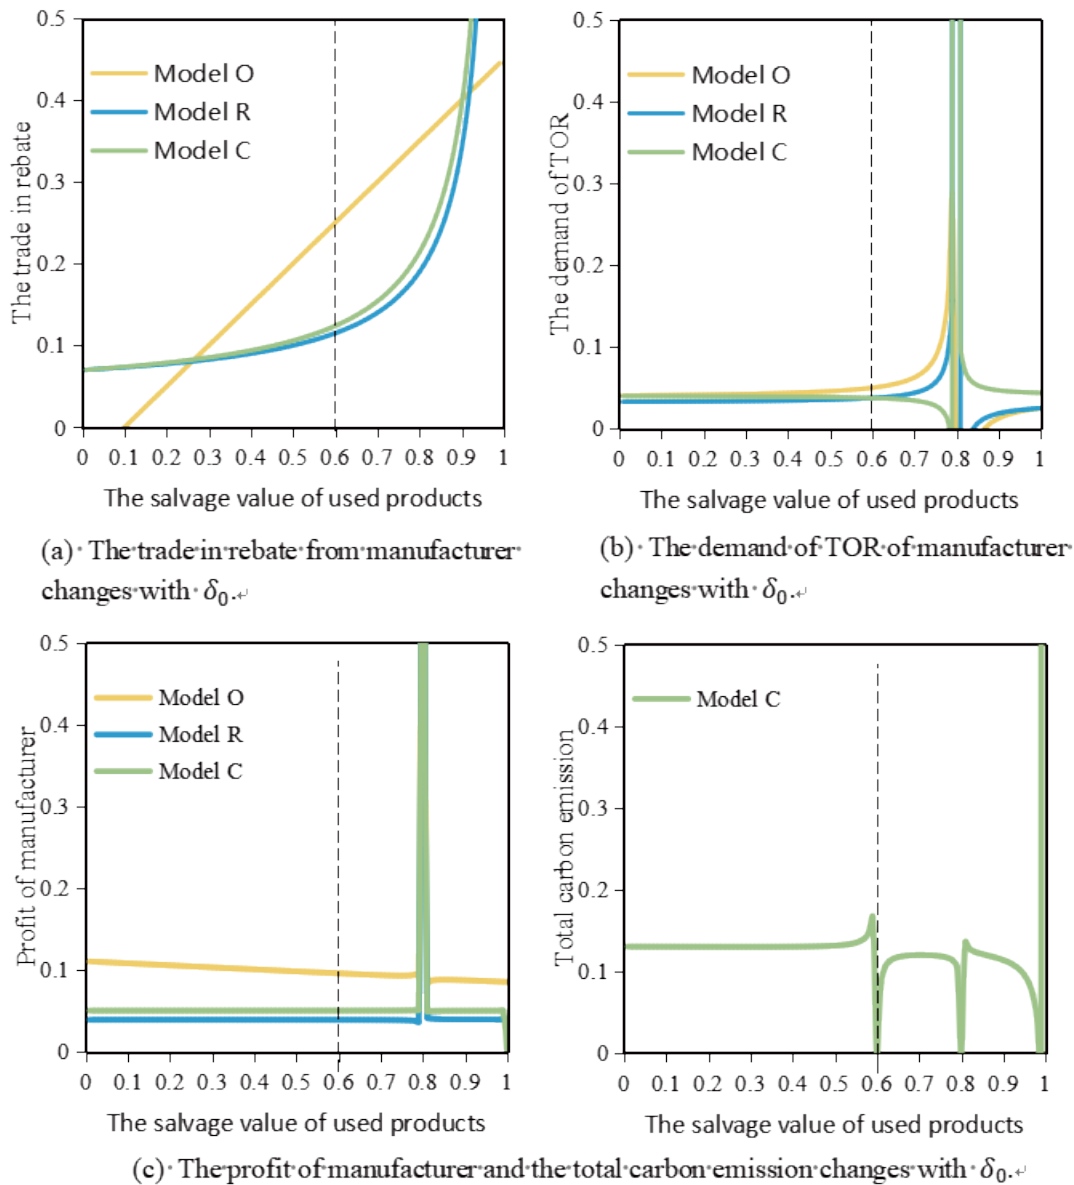 0.5
0.4
0.3
0.2
0.1
0
The trade in rebate
Model O
Model R
Model C
0 0.1 0.2 0.3 0.4 0.5 0.6 0.7 0.8 0.9 1
The salvage value of used products
(a) · The trade in rebate from manufacturer
changes with · δ₀.↵
0.5
0.4
0.3
0.2
0.1
0
The demand of TOR
Model O
Model R
Model C
0 0.1 0.2 0.3 0.4 0.5 0.6 0.7 0.8 0.9 1
The salvage value of used products
(b) · The demand of TOR of manufacturer
changes with · δ₀.↵
0.5
0.4
0.3
0.2
0.1
0
Profit of manufacturer
Model O
Model R
Model C
0 0.1 0.2 0.3 0.4 0.5 0.6 0.7 0.8 0.9 1
The salvage value of used products
0.5
0.4
0.3
0.2
0.1
0
Total carbon emission
Model C
0 0.1 0.2 0.3 0.4 0.5 0.6 0.7 0.8 0.9 1
The salvage value of used products
(c) · The profit of manufacturer and the total carbon emission changes with · δ₀.↵